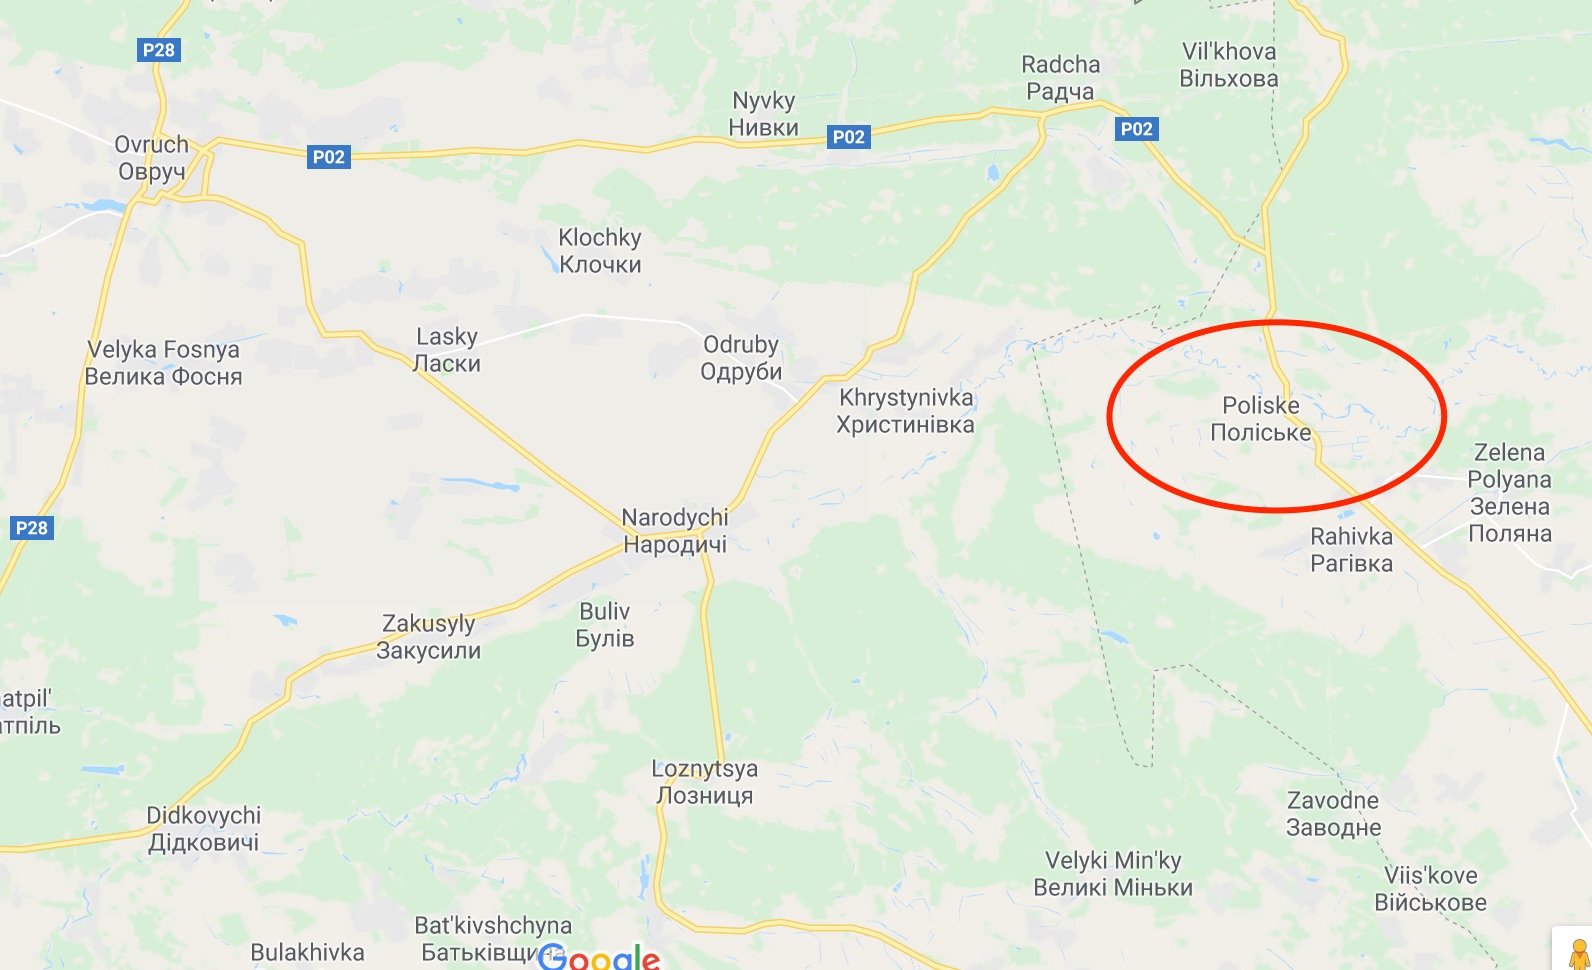 P28
Vil'khova
Вільхова
Radcha
Радча
Nyvky
Нивки
P02
P02
P02
Ovruch
Овруч
Klochky
Клочки
Lasky
Ласки
Odruby
Одруби
Velyka Fosnya
Велика Фосня
Khrystynivka
Христинівка
Poliske
Поліське
Zelena
Polyana
Зелена
Поляна
P28
Narodychi
Народичі
Rahivka
Рагівка
Zakusyly
Закусили
Buliv
Булів
atpil'
тпіль
Loznytsya
Лозниця
Didkovychi
Дідковичі
Zavodne
Заводне
Velyki Min'ky
Великі Міньки
Viis'kove
Військове
Bat'kivshchyna
Батьківщина
Bulakhivka
Google